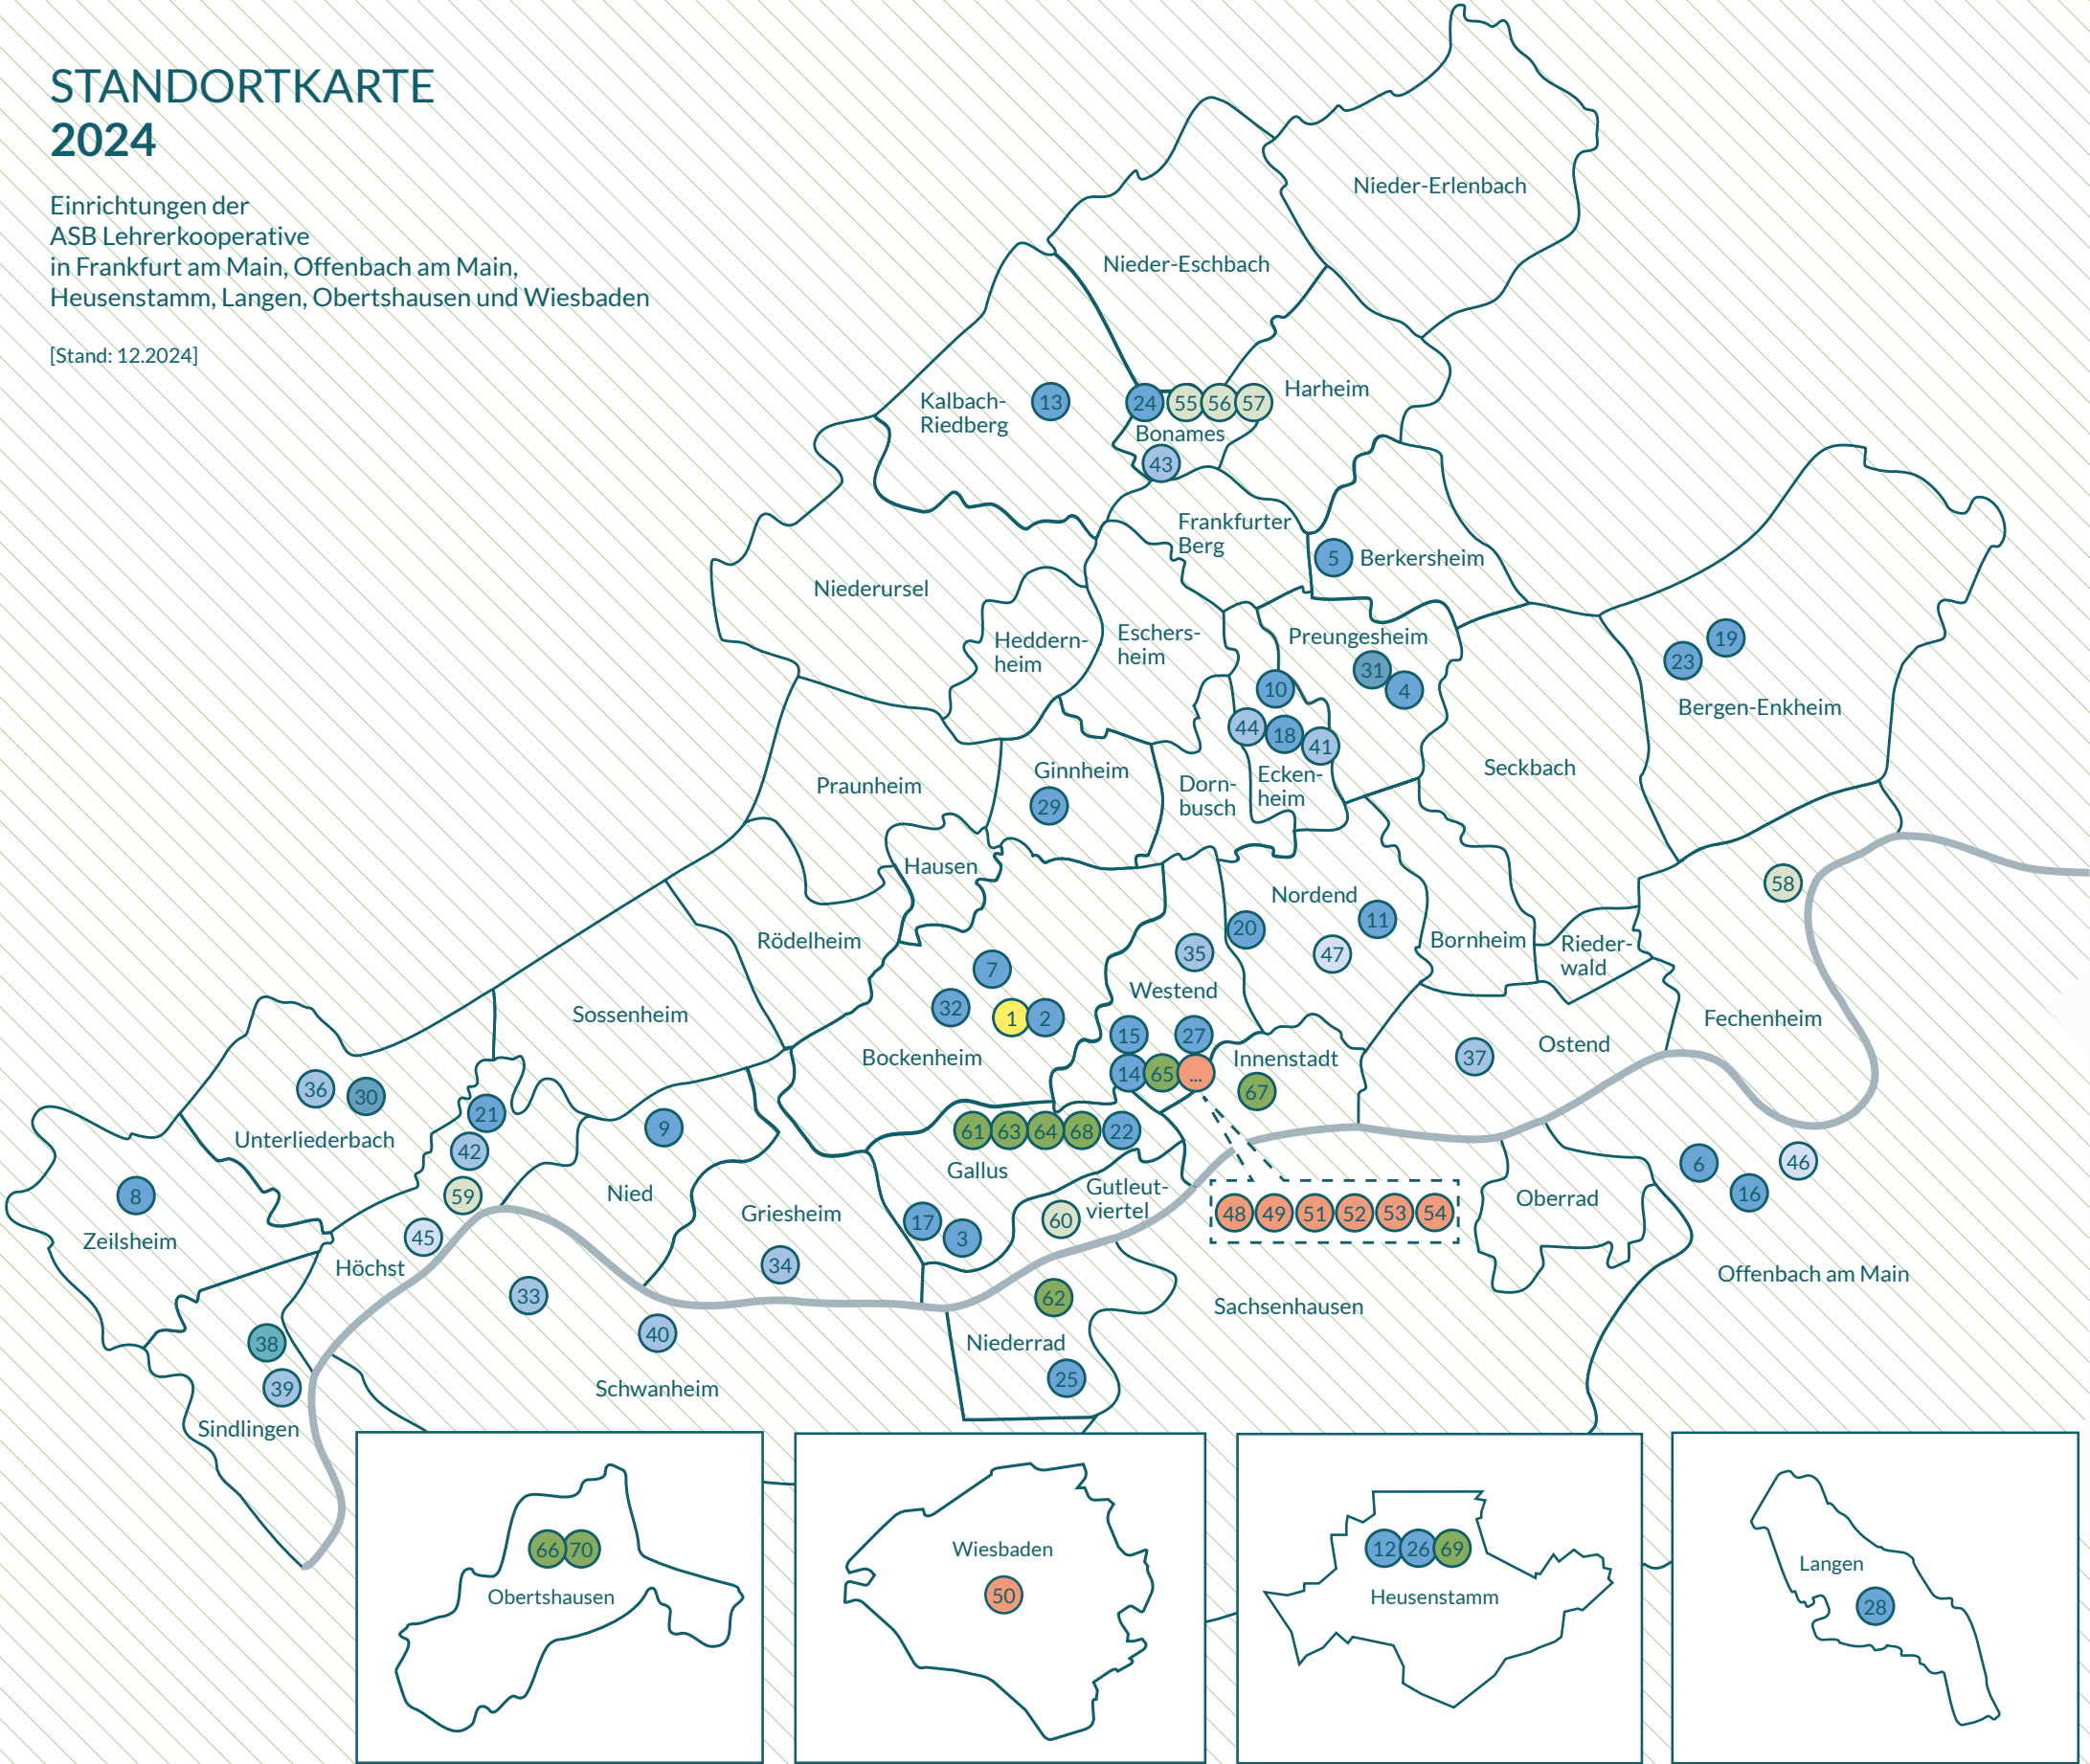 STANDORTKARTE
2024
Einrichtungen der
ASB Lehrerkooperative
in Frankfurt am Main, Offenbach am Main,
Heusenstamm, Langen, Obertshausen und Wiesbaden
[Stand: 12.2024]
Nieder-Erlenbach
Nieder-Eschbach
Harheim
Kalbach-
Riedberg
13
24 55 56 57
Bonames
43
Frankfurter
Berg
5 Berkersheim
Niederursel
Heddern-
heim
Eschers-
heim
Preungesheim
31
4
10
44 18 41
Ecken-
heim
19
23
Bergen-Enkheim
Seckbach
Praunheim
Ginnheim
29
Dorn-
busch
Hausen
Nordend
20
11
47
58
Rödelheim
Bornheim
Rieder-
wald
35
Westend
7
32
1 2
Bockenheim
15 27
14 65 ...
Innenstadt
67
37
Ostend
Fechenheim
Sossenheim
36 30
Unterliederbach
21
42
59
45
Höchst
9
Nied
61 63 64 68 22
Gallus
17
3
Gutleut-
viertel
60
48 49 51 52 53 54
Oberrad
6
16
46
Offenbach am Main
8
Zeilsheim
Griesheim
34
33
40
Schwanheim
62
Niederrad
25
Sachsenhausen
38
39
Sindlingen
66 70
Obertshausen
Wiesbaden
50
12 26 69
Heusenstamm
Langen
28